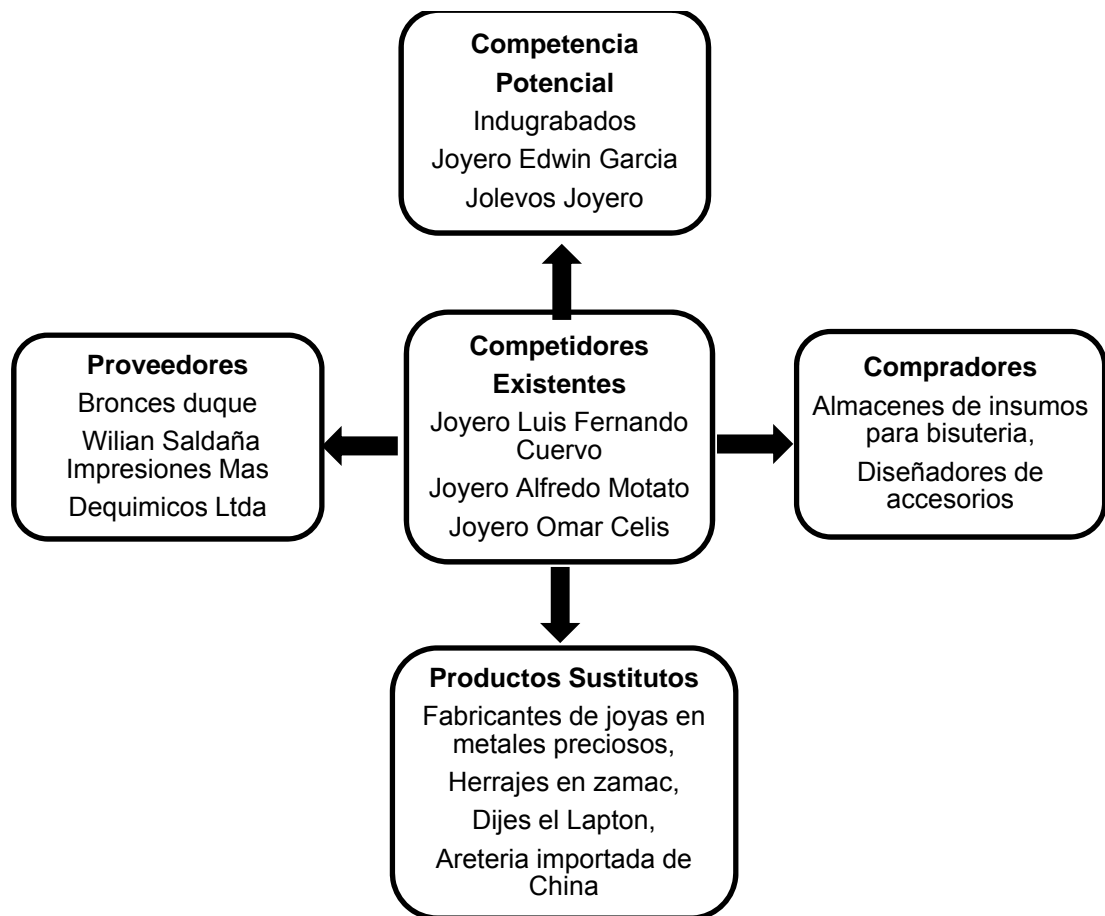 Competencia
Potencial
Indugrabados
Joyero Edwin Garcia
Jolevos Joyero
Proveedores
Bronces duque
Wilian Saldaña
Impresiones Mas
Dequimicos Ltda
Competidores
Existentes
Joyero Luis Fernando
Cuervo
Joyero Alfredo Motato
Joyero Omar Celis
Compradores
Almacenes de insumos
para bisuteria,
Diseñadores de
accesorios
Productos Sustitutos
Fabricantes de joyas en
metales preciosos,
Herrajes en zamac,
Dijes el Lapton,
Areteria importada de
China